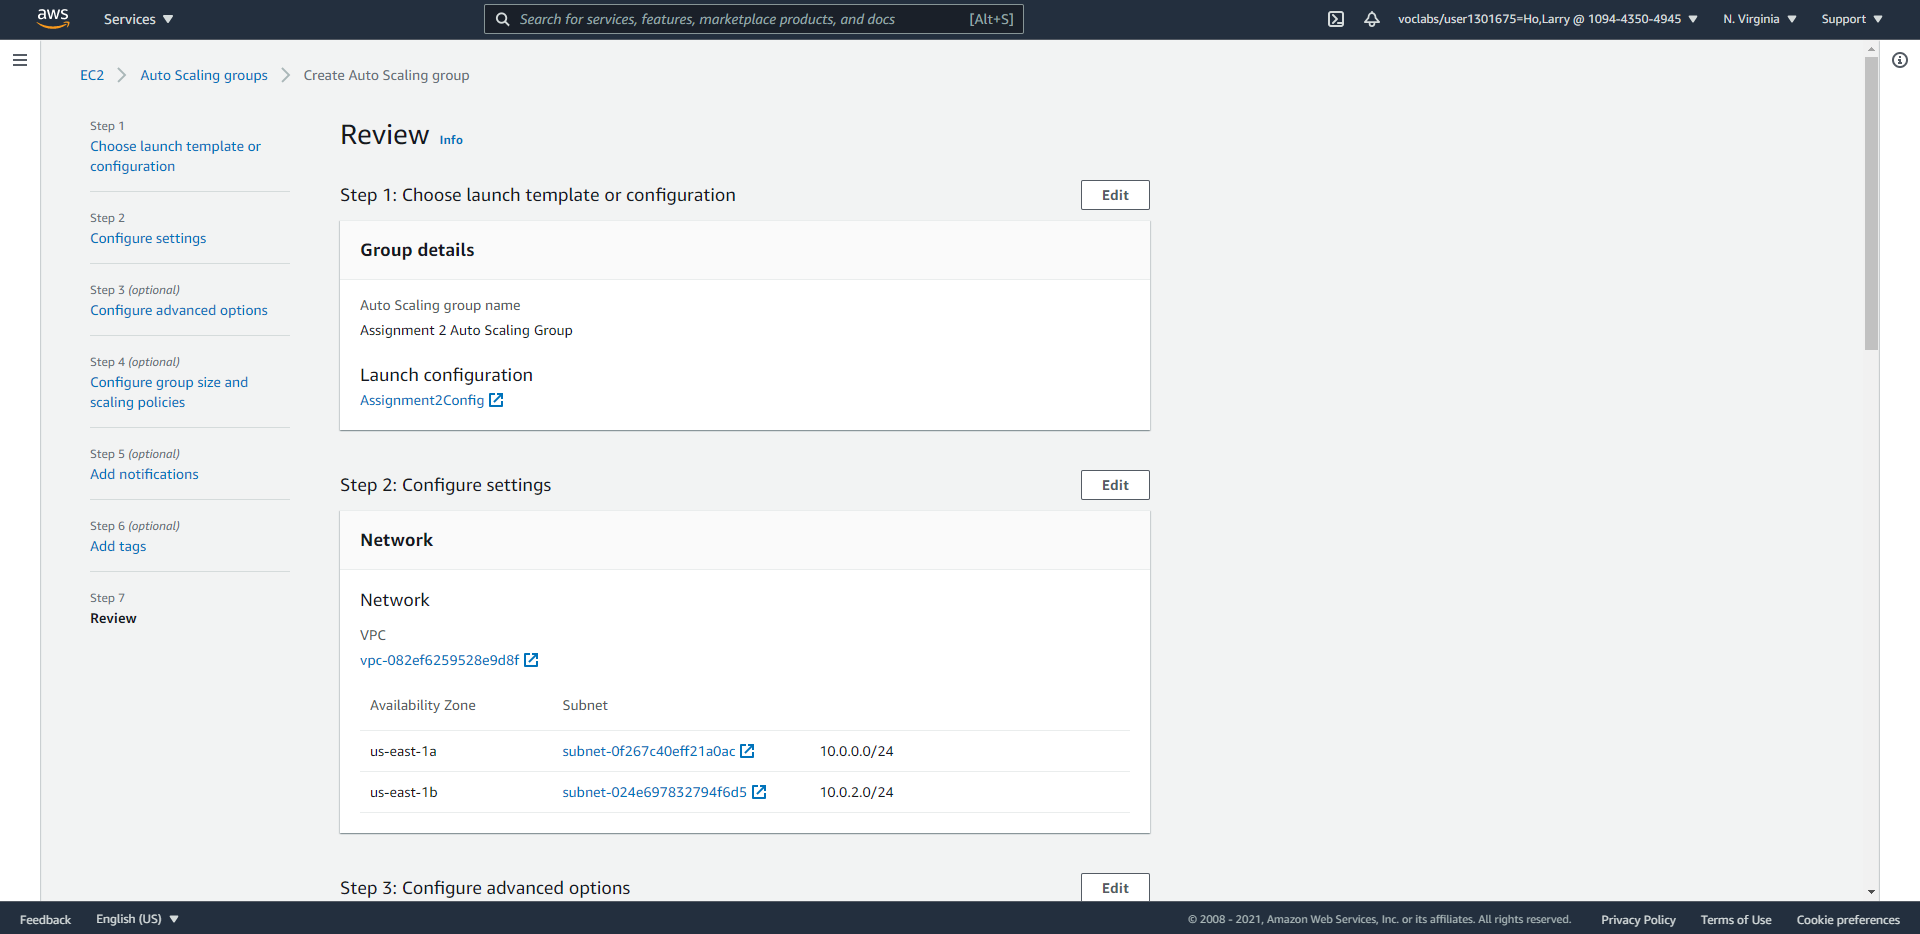 aws
Services
Search for services, features, marketplace products, and docs [Alt+S]
voclabs/user1301675=Ho,Larry @ 1094-4350-4945
N. Virginia
Support
EC2 Auto Scaling groups Create Auto Scaling group
Step 1
Choose launch template or
configuration
Step 2
Configure settings
Step 3 (optional)
Configure advanced options
Step 4 (optional)
Configure group size and
scaling policies
Step 5 (optional)
Add notifications
Step 6 (optional)
Add tags
Step 7
Review
Review Info
Step 1: Choose launch template or configuration
Edit
Group details
Auto Scaling group name
Assignment 2 Auto Scaling Group
Launch configuration
Assignment2Config
Step 2: Configure settings
Edit
Network
Network
VPC
vpc-082ef6259528e9d8f
Availability Zone Subnet
us-east-1a subnet-0f267c40eff21a0ac 10.0.0.0/24
us-east-1b subnet-024e697832794f6d5 10.0.2.0/24
Step 3: Configure advanced options
Edit
Feedback
English (US)
© 2008 - 2021, Amazon Web Services, Inc. or its affiliates. All rights reserved.
Privacy Policy
Terms of Use
Cookie preferences